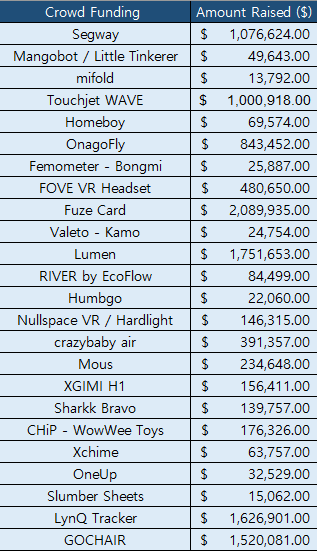 Crowd Funding Amount Raised ($)
Segway $ 1,076,624.00
Mangobot / Little Tinkerer $ 49,643.00
mifold $ 13,792.00
Touchjet WAVE $ 1,000,918.00
Homeboy $ 69,574.00
OnagoFly $ 843,452.00
Femometer - Bongmi $ 25,887.00
FOVE VR Headset $ 480,650.00
Fuze Card $ 2,089,935.00
Valeto - Kamo $ 24,754.00
Lumen $ 1,751,653.00
RIVER by EcoFlow $ 84,499.00
Humbgo $ 22,060.00
Nullspace VR / Hardlight $ 146,315.00
crazybaby air $ 391,357.00
Mous $ 234,648.00
XGIMI H1 $ 156,411.00
Sharkk Bravo $ 139,757.00
CHiP - WowWee Toys $ 176,326.00
Xchime $ 63,757.00
OneUp $ 32,529.00
Slumber Sheets $ 15,062.00
LynQ Tracker $ 1,626,901.00
GOCHAIR $ 1,520,081.00